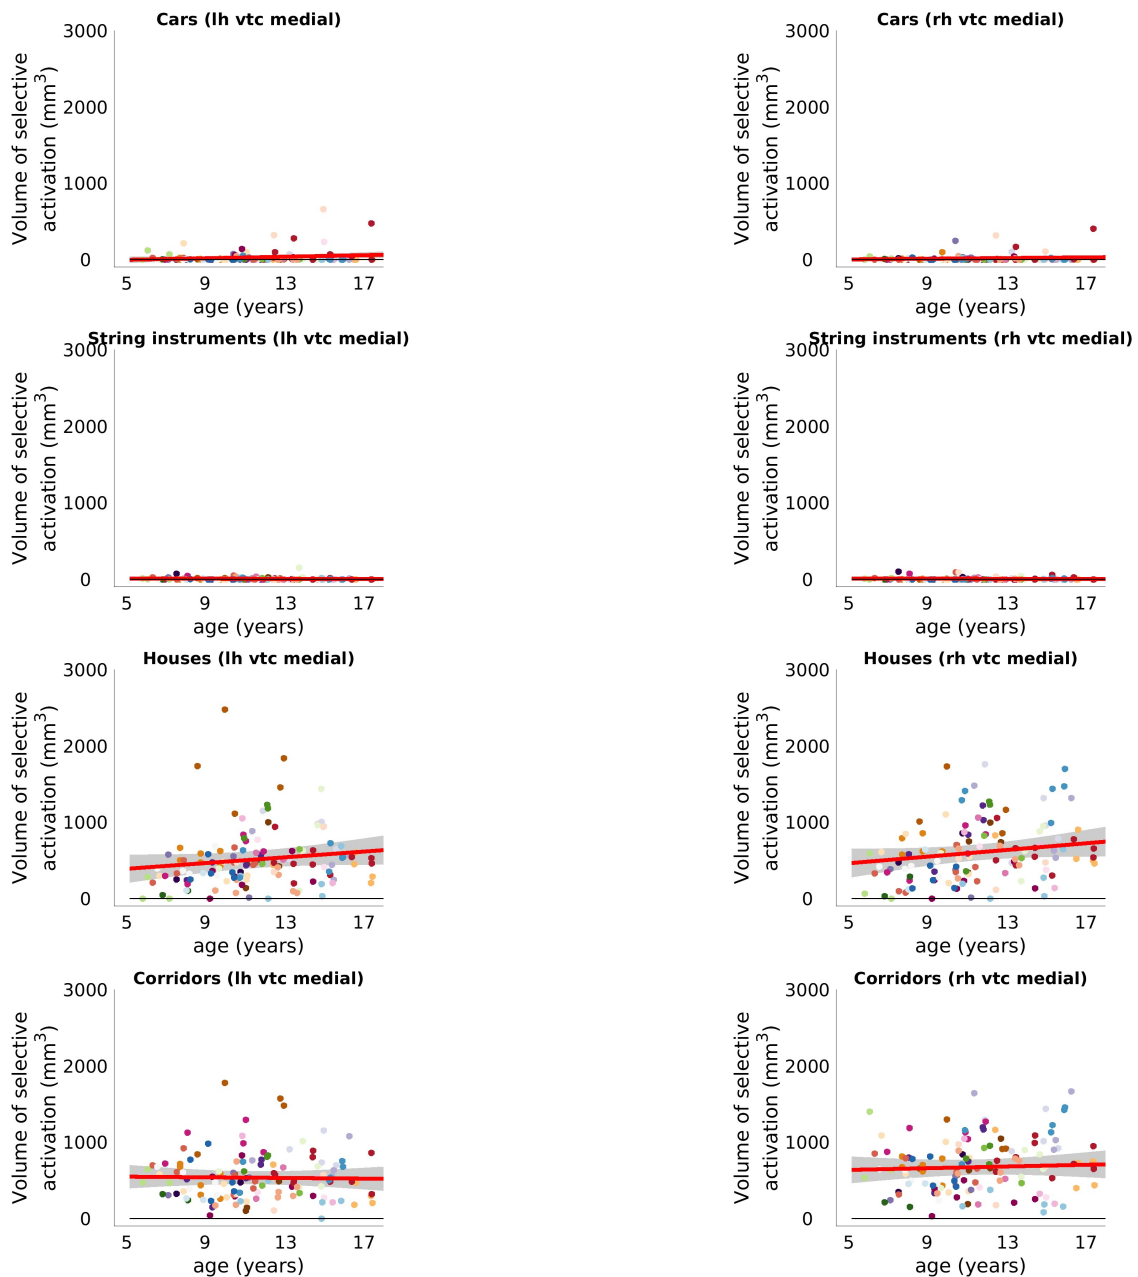 Cars (lh vtc medial)
3000
2000
1000
0
Volume of selective
activation (mm3)
5 9 13 17
age (years)
Cars (rh vtc medial)
3000
2000
1000
0
Volume of selective
activation (mm3)
5 9 13 17
age (years)
String instruments (lh vtc medial)
3000
2000
1000
0
Volume of selective
activation (mm3)
5 9 13 17
age (years)
String instruments (rh vtc medial)
3000
2000
1000
0
Volume of selective
activation (mm3)
5 9 13 17
age (years)
Houses (lh vtc medial)
3000
2000
1000
0
Volume of selective
activation (mm3)
5 9 13 17
age (years)
Houses (rh vtc medial)
3000
2000
1000
0
Volume of selective
activation (mm3)
5 9 13 17
age (years)
Corridors (lh vtc medial)
3000
2000
1000
0
Volume of selective
activation (mm3)
5 9 13 17
age (years)
Corridors (rh vtc medial)
3000
2000
1000
0
Volume of selective
activation (mm3)
5 9 13 17
age (years)